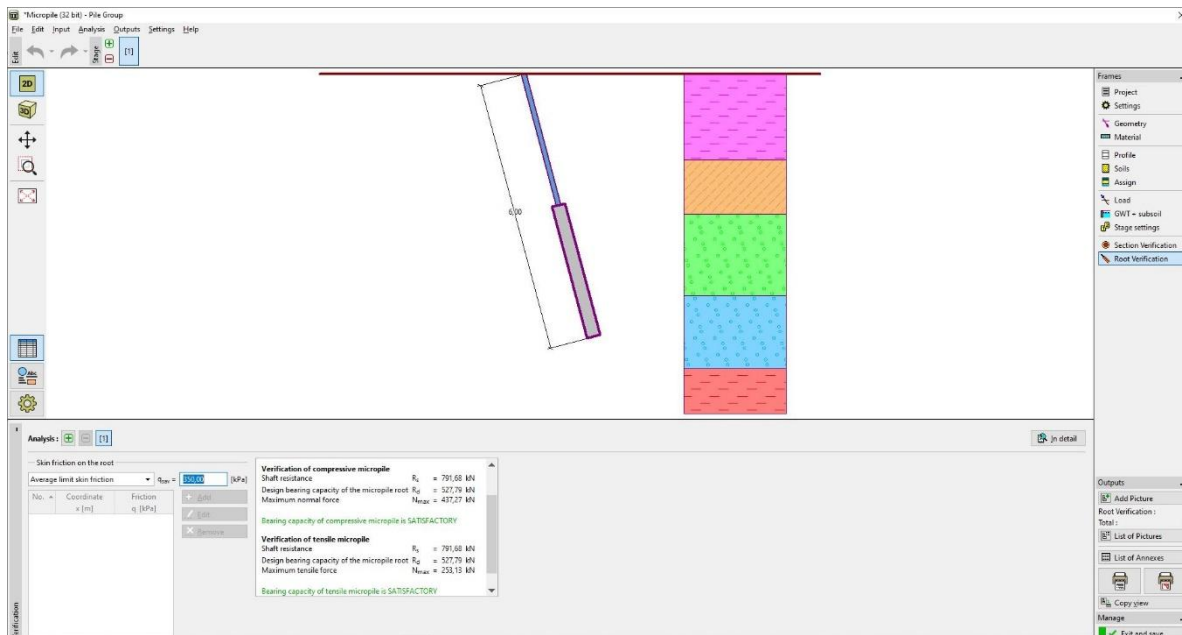 *Micropile (32 bit) - Pile Group
File Edit Input Analysis Outputs Settings Help
Edit
Stage
[1]
2D
3D
6,00
Abc
Frames
Project
Settings
Geometry
Material
Profile
Soils
Assign
Load
GWT + subsoil
Stage settings
Section Verification
Root Verification
Analysis : [1]
In detail
Skin friction on the root
Average limit skin friction qsav = 350,00 [kPa]
No. Coordinate Friction
x [m] q [kPa]
Add
Edit
Remove
Verification of compressive micropile
Shaft resistance Rs = 791,68 kN
Design bearing capacity of the micropile root Rd = 527,79 kN
Maximum normal force Nmax = 437,27 kN
Bearing capacity of compressive micropile is SATISFACTORY
Verification of tensile micropile
Shaft resistance Rs = 791,68 kN
Design bearing capacity of the micropile root Rd = 527,79 kN
Maximum tensile force Nmax = 253,13 kN
Bearing capacity of tensile micropile is SATISFACTORY
Outputs
Add Picture
Root Verification :
Total :
List of Pictures
List of Annexes
Copy view
Manage
Exit and save